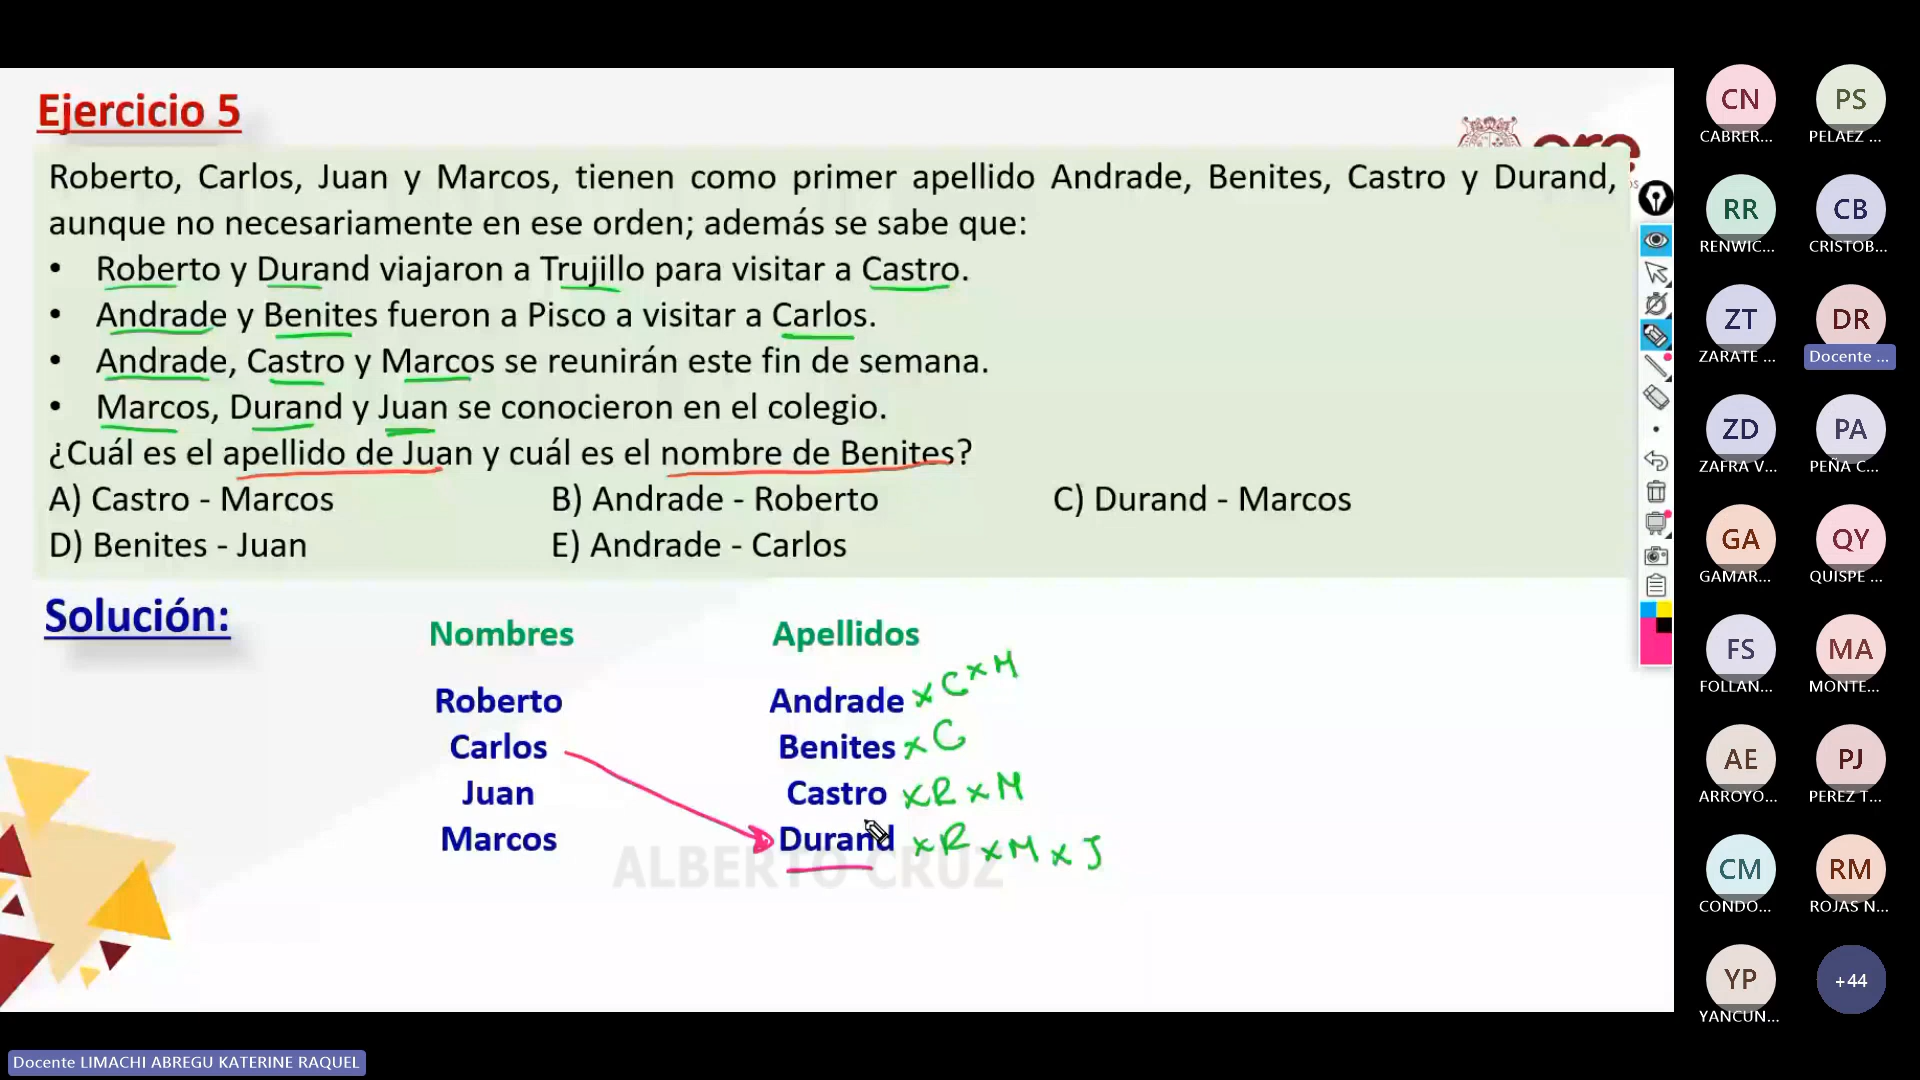 Ejercicio 5
Roberto, Carlos, Juan y Marcos, tienen como primer apellido Andrade, Benites, Castro y Durand,
aunque no necesariamente en ese orden; además se sabe que:
• Roberto y Durand viajaron a Trujillo para visitar a Castro.
• Andrade y Benites fueron a Pisco a visitar a Carlos.
• Andrade, Castro y Marcos se reunirán este fin de semana.
• Marcos, Durand y Juan se conocieron en el colegio.
¿Cuál es el apellido de Juan y cuál es el nombre de Benites?
A) Castro - Marcos B) Andrade - Roberto C) Durand - Marcos
D) Benites - Juan E) Andrade - Carlos
Solución:
Nombres Apellidos
Roberto Andrade x C x M
Carlos Benites x C
Juan Castro x R x M
Marcos Durand x R x M x J
ALBERTO CRUZ
CN PS
CABRER... PELAEZ ...
RR CB
RENWIC... CRISTOB...
ZT DR
ZARATE ... Docente ...
ZD PA
ZAFRA V... PEÑA C...
GA QY
GAMAR... QUISPE ...
FS MA
FOLLAN... MONTE...
AE PJ
ARROYO... PEREZ T...
CM RM
CONDO... ROJAS N...
YP +44
YANCUN...
Docente LIMACHI ABREGU KATERINE RAQUEL